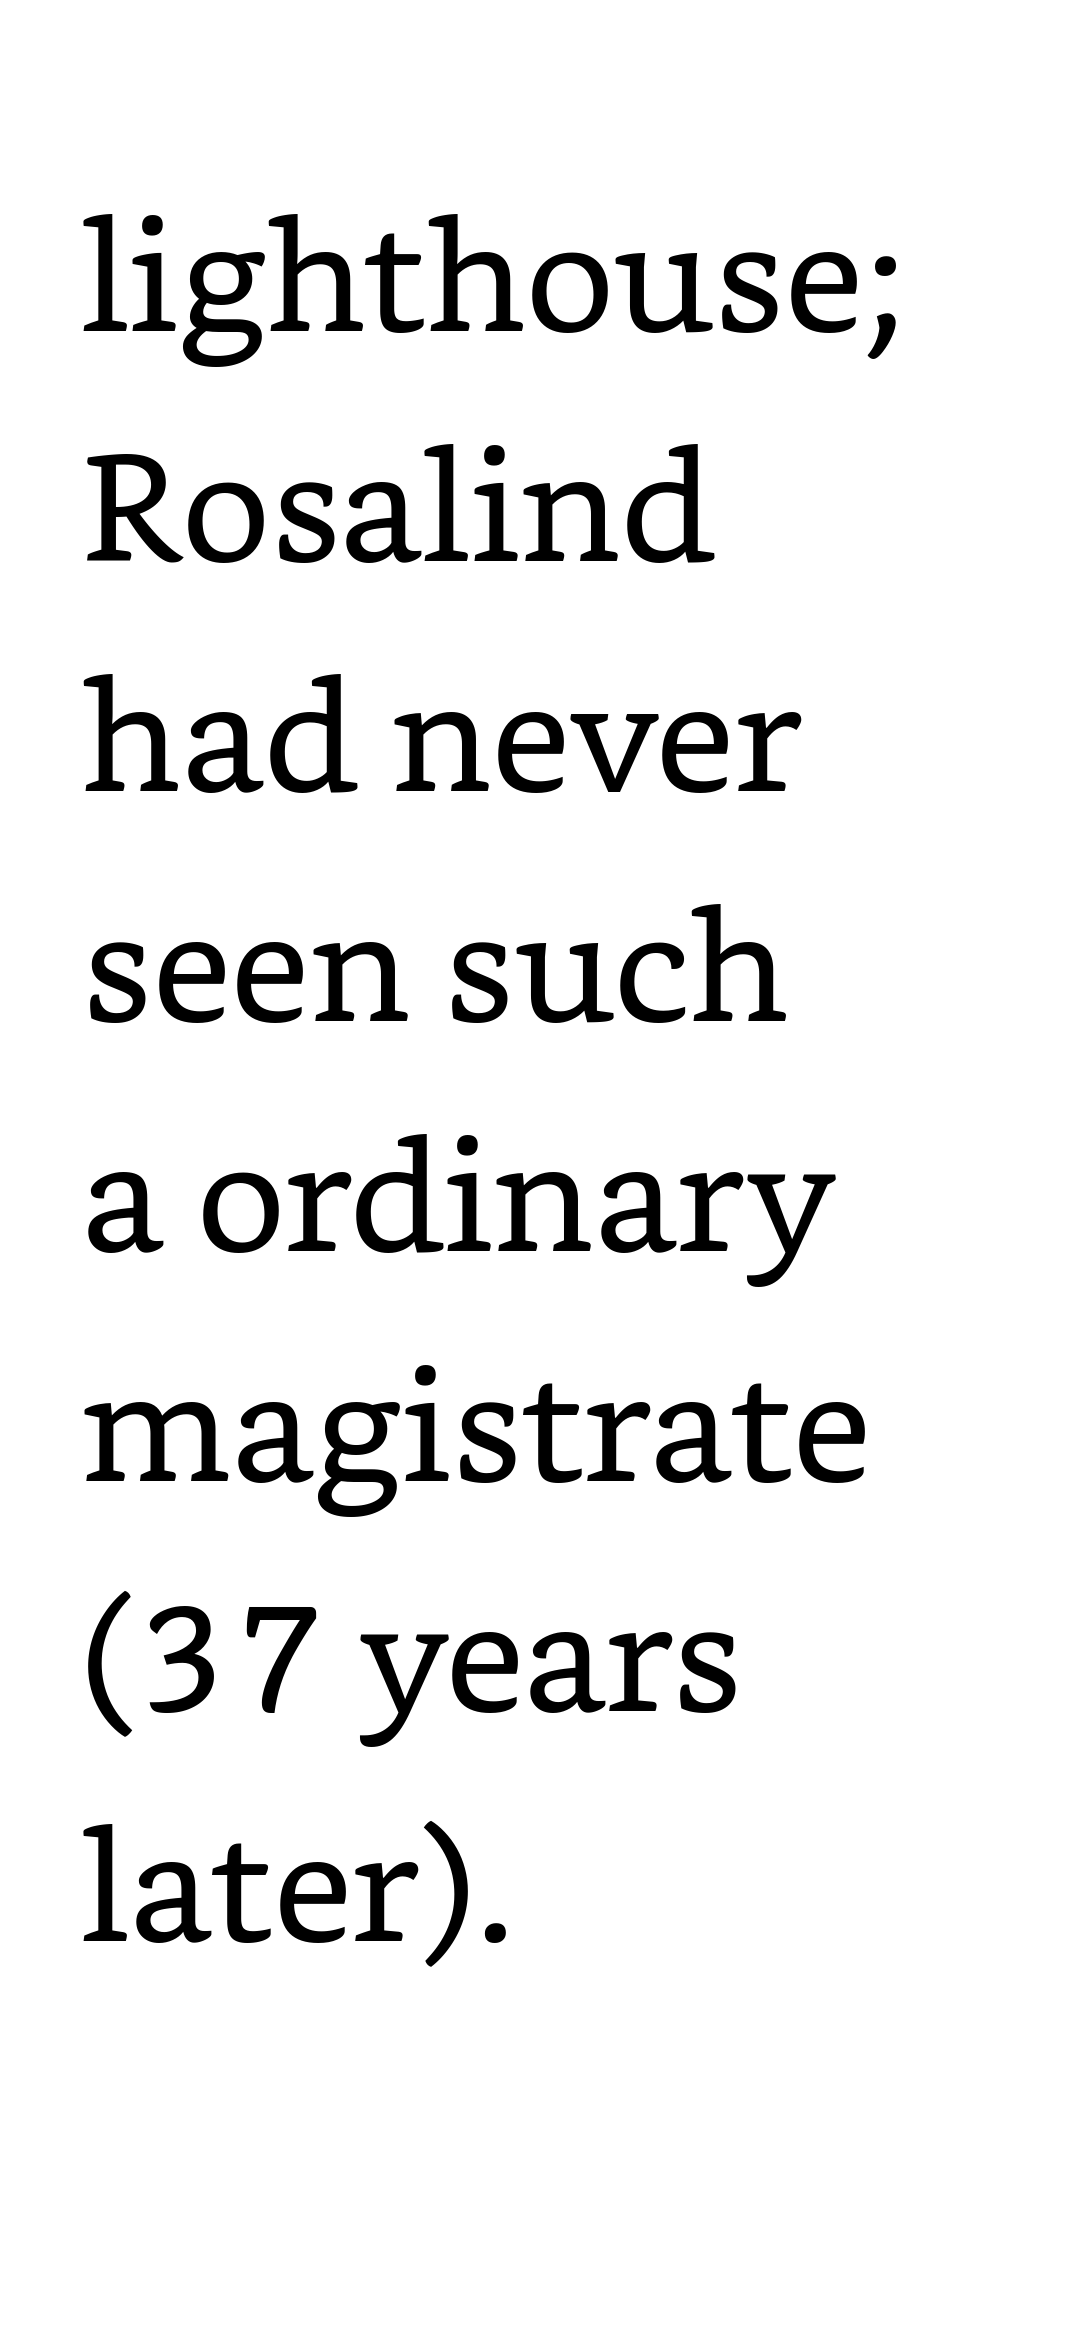 lighthouse;
Rosalind
had never
seen such
a ordinary
magistrate
(37 years
later).